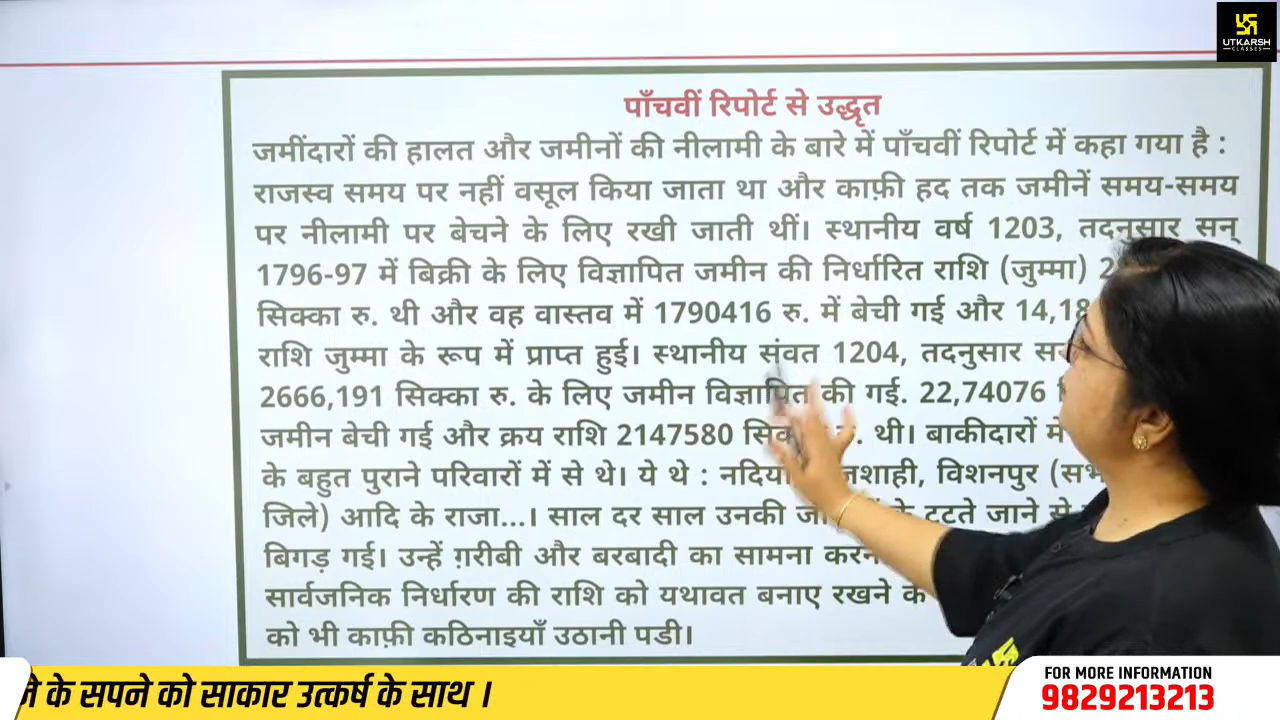 UTKARSH
CLASSES
पाँचवीं रिपोर्ट से उद्धृत
जमींदारों की हालत और जमीनों की नीलामी के बारे में पाँचवीं रिपोर्ट में कहा गया है :
राजस्व समय पर नहीं वसूल किया जाता था और काफ़ी हद तक जमीनें समय-समय
पर नीलामी पर बेचने के लिए रखी जाती थीं। स्थानीय वर्ष 1203, तदनुसार सन्
1796-97 में बिक्री के लिए विज्ञापित जमीन की निर्धारित राशि (जुम्मा)
सिक्का रु. थी और वह वास्तव में 1790416 रु. में बेची गई और
राशि जुम्मा के रूप में प्राप्त हुई। स्थानीय संवत 1204, तदनुसार
2666,191 सिक्का रु. के लिए जमीन विज्ञापित की गई. 22,74076
जमीन बेची गई और क्रय राशि 2147580 थी। बाकीदारों में
के बहुत पुराने परिवारों में से थे। ये थे : विशनपुर
जिले) आदि के राजा...। साल दर साल उनकी टूटते जाने से
बिगड़ गई। उन्हें ग़रीबी और बरबादी का सामना
सार्वजनिक निर्धारण की राशि को यथावत बनाए रखने
को भी काफ़ी कठिनाइयाँ उठानी पडी।
के सपने को साकार उत्कर्ष के साथ ।
FOR MORE INFORMATION
9829213213